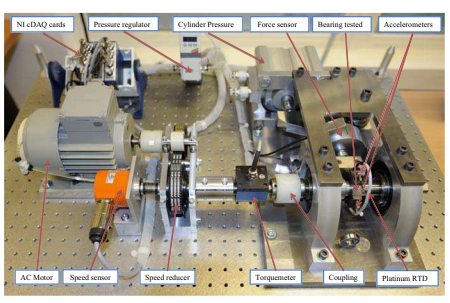 NI cDAQ cards
Pressure regulator
Cylinder Pressure
Force sensor
Bearing tested
Accelerometers
AC Motor
Speed sensor
Speed reducer
Torquemeter
Coupling
Platinum RTD